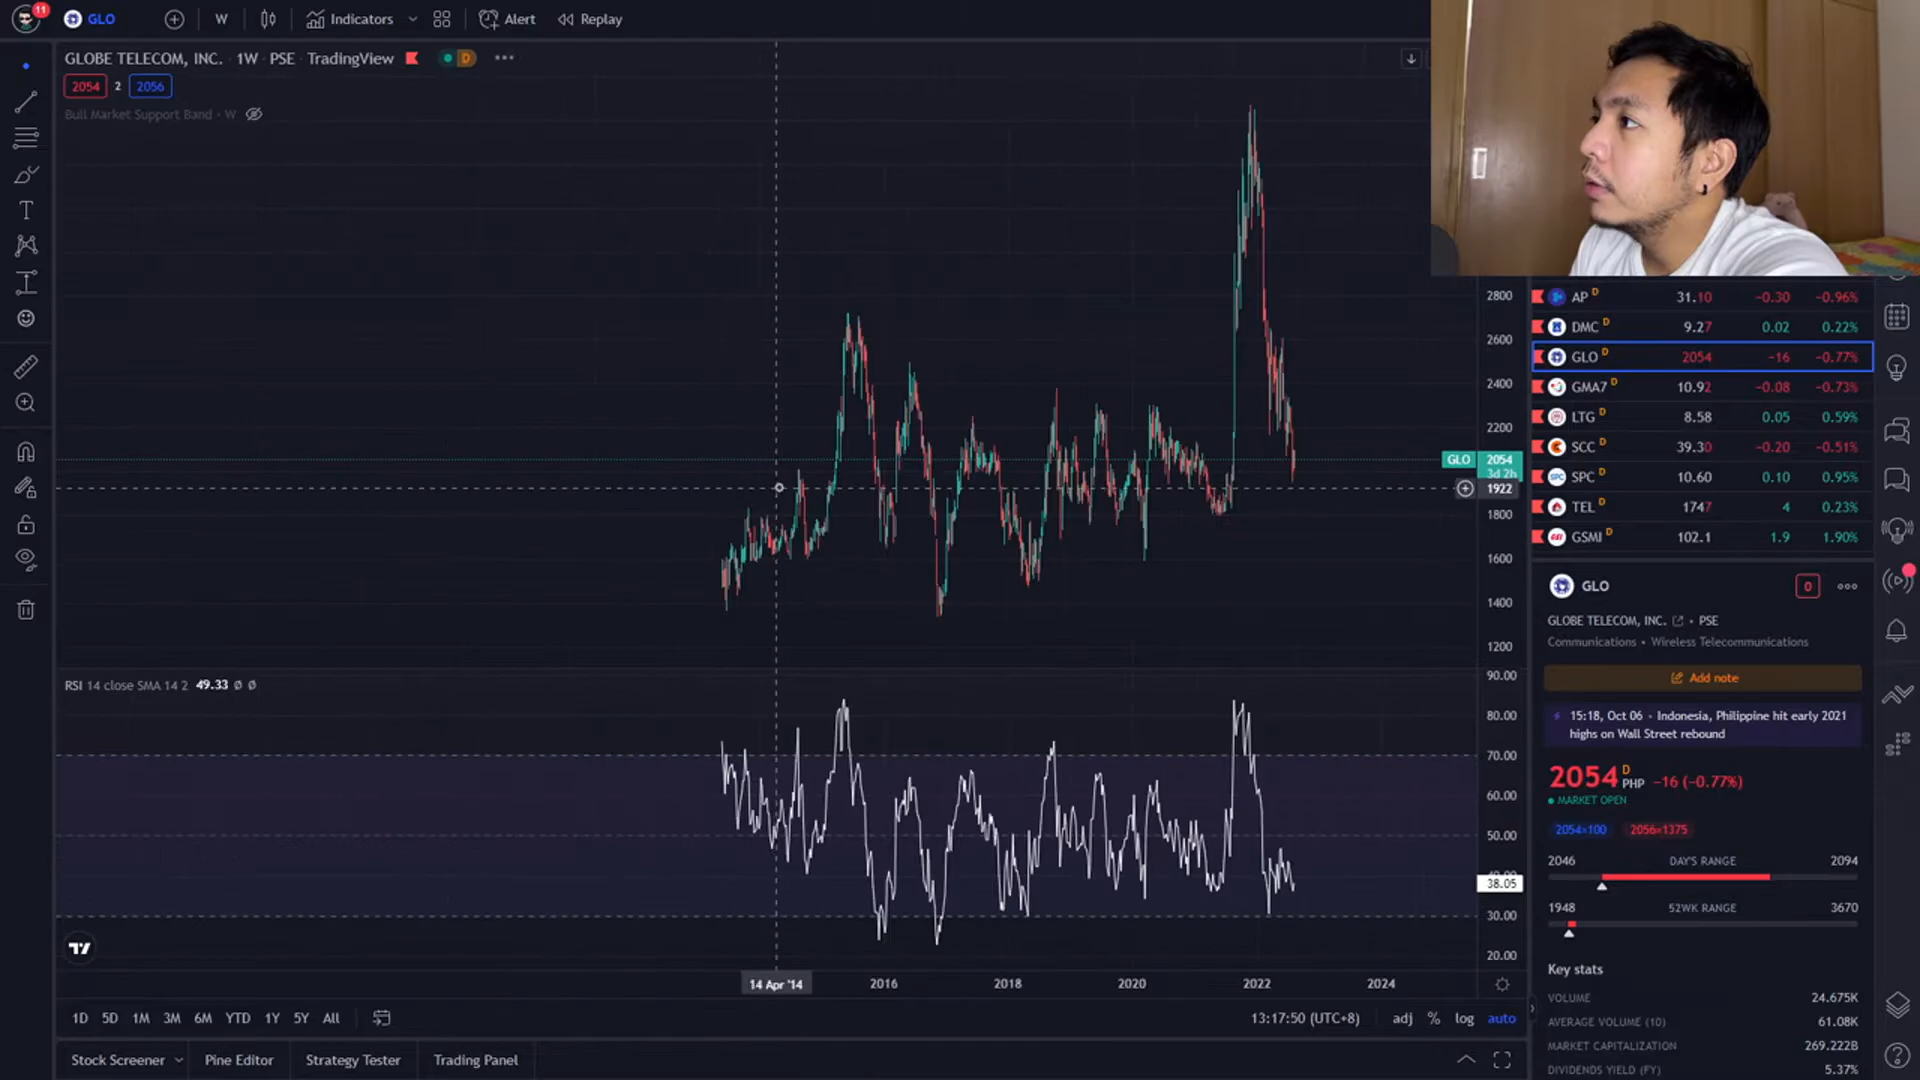 11
GLO
W
Indicators
Alert
Replay
GLOBE TELECOM, INC. · 1W · PSE · TradingView
D
2054
2
2056
Bull Market Support Band · W
2800
2600
2400
2200
GLO
2054
3d 2h
1922
1800
1600
1400
1200
RSI 14 close SMA 14 2 49.33 ∅ ∅
90.00
80.00
70.00
60.00
50.00
38.05
30.00
20.00
14 Apr '14
2016
2018
2020
2022
2024
1D 5D 1M 3M 6M YTD 1Y 5Y All
13:17:50 (UTC+8)
adj % log auto
Stock Screener
Pine Editor
Strategy Tester
Trading Panel
AP D 31.10 −0.30 −0.96%
DMC D 9.27 0.02 0.22%
GLO D 2054 −16 −0.77%
GMA7 D 10.92 −0.08 −0.73%
LTG D 8.58 0.05 0.59%
SCC D 39.30 −0.20 −0.51%
SPC D 10.60 0.10 0.95%
TEL D 1747 4 0.23%
GSMI D 102.1 1.9 1.90%
GLO
0
GLOBE TELECOM, INC. • PSE
Communications • Wireless Telecommunications
Add note
15:18, Oct 06 · Indonesia, Philippine hit early 2021
highs on Wall Street rebound
2054 D PHP −16 (−0.77%)
MARKET OPEN
2054×100 2056×1375
2046 DAY'S RANGE 2094
1948 52WK RANGE 3670
Key stats
VOLUME 24.675K
AVERAGE VOLUME (10) 61.08K
MARKET CAPITALIZATION 269.222B
DIVIDENDS YIELD (FY) 5.37%